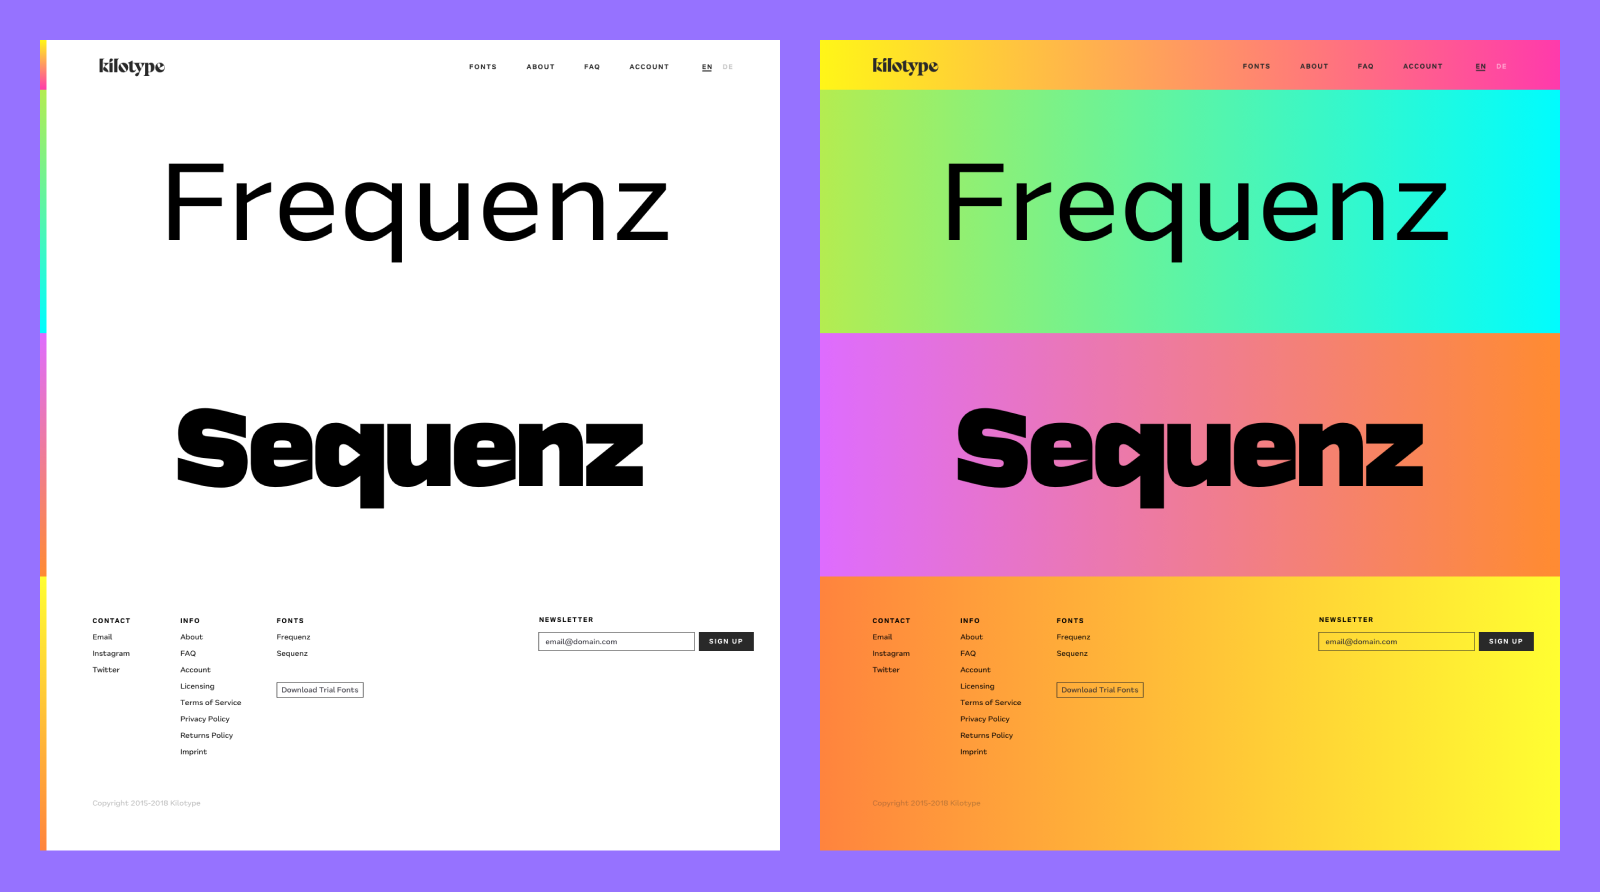 kilotype FONTS ABOUT FAQ ACCOUNT EN DE
Frequenz
Sequenz
CONTACT
Email
Instagram
Twitter
INFO
About
FAQ
Account
Licensing
Terms of Service
Privacy Policy
Returns Policy
Imprint
FONTS
Frequenz
Sequenz
Download Trial Fonts
NEWSLETTER
email@domain.com SIGN UP
Copyright 2015-2018 Kilotype
kilotype FONTS ABOUT FAQ ACCOUNT EN DE
Frequenz
Sequenz
CONTACT
Email
Instagram
Twitter
INFO
About
FAQ
Account
Licensing
Terms of Service
Privacy Policy
Returns Policy
Imprint
FONTS
Frequenz
Sequenz
Download Trial Fonts
NEWSLETTER
email@domain.com SIGN UP
Copyright 2015-2018 Kilotype